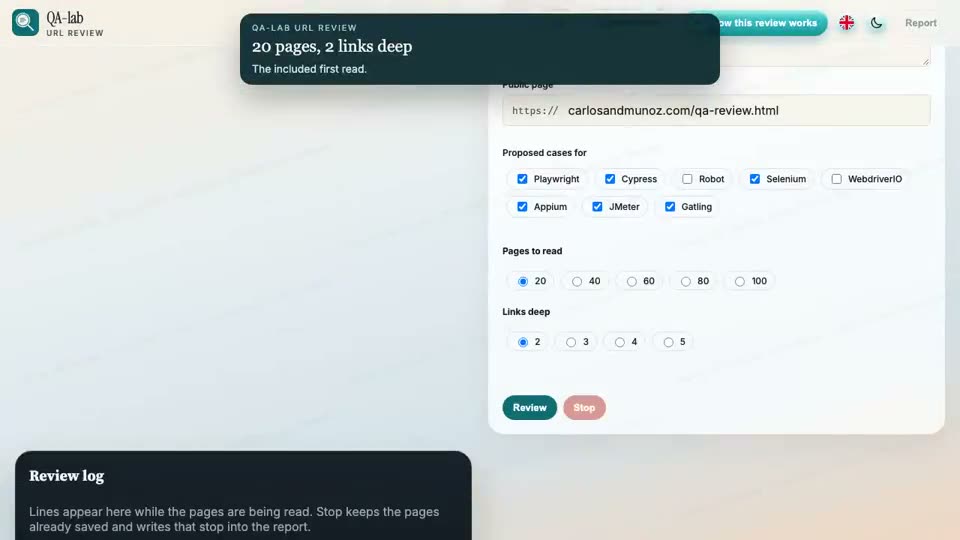 QA-lab
URL REVIEW
QA-LAB URL REVIEW
20 pages, 2 links deep
The included first read.
how this review works
Report
Public page
https:// carlosandmunoz.com/qa-review.html
Proposed cases for
Playwright Cypress Robot Selenium WebdriverIO
Appium JMeter Gatling
Pages to read
20 40 60 80 100
Links deep
2 3 4 5
Review Stop
Review log
Lines appear here while the pages are being read. Stop keeps the pages
already saved and writes that stop into the report.